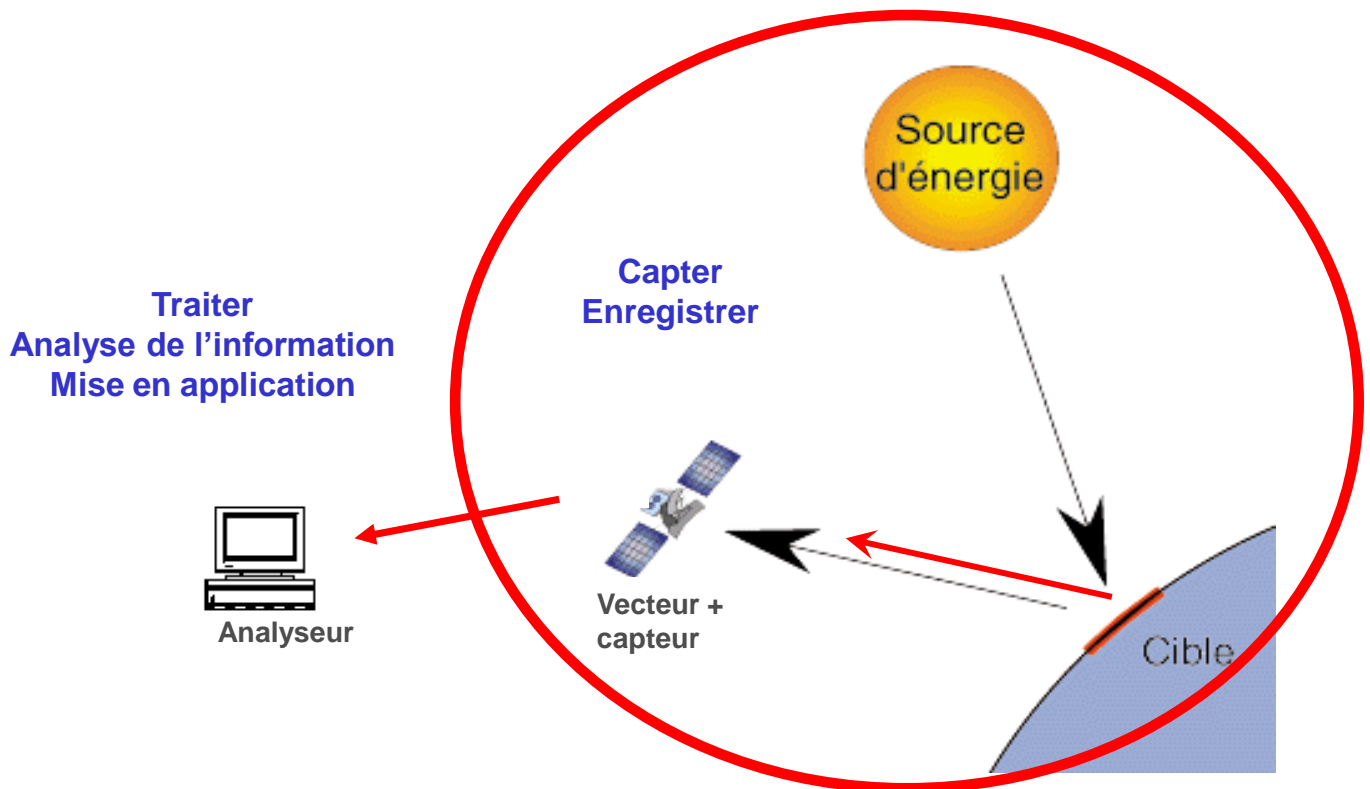 Source
d'énergie
Capter
Enregistrer
Traiter
Analyse de l’information
Mise en application
Vecteur +
capteur
Analyseur
Cible